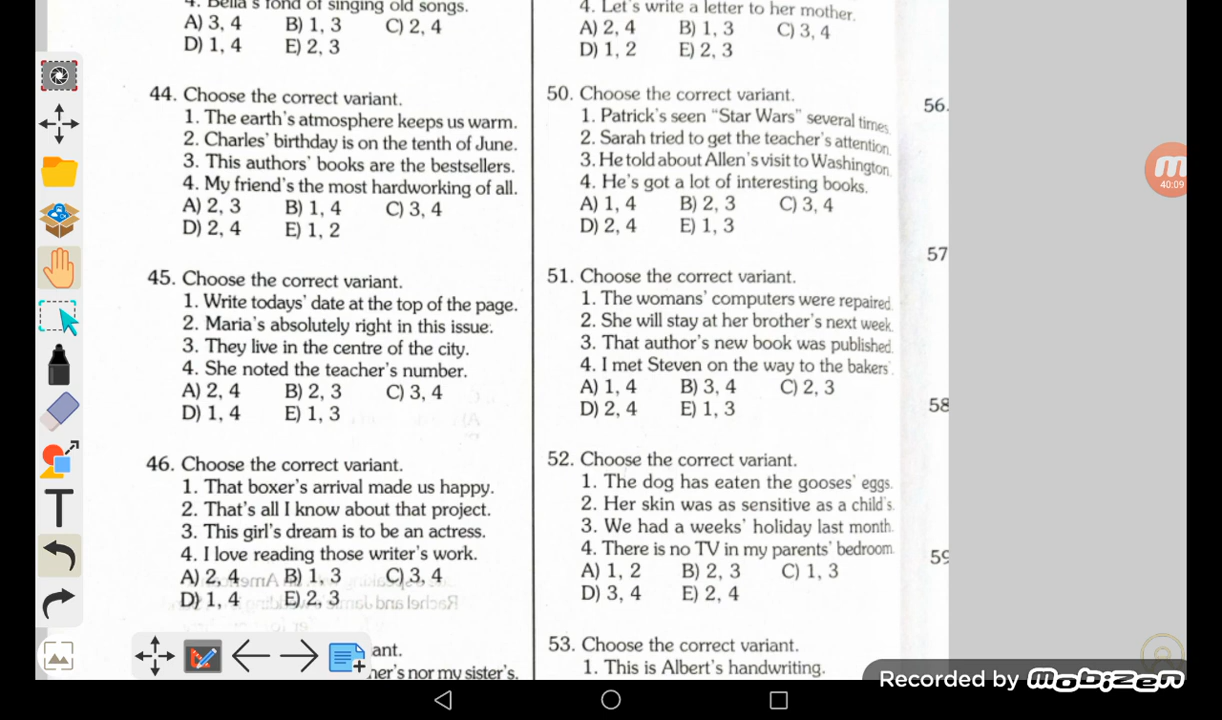 4. Bella's fond of singing old songs.
A) 3, 4 B) 1, 3 C) 2, 4
D) 1, 4 E) 2, 3
44. Choose the correct variant.
1. The earth's atmosphere keeps us warm.
2. Charles' birthday is on the tenth of June.
3. This authors' books are the bestsellers.
4. My friend's the most hardworking of all.
A) 2, 3 B) 1, 4 C) 3, 4
D) 2, 4 E) 1, 2
45. Choose the correct variant.
1. Write todays' date at the top of the page.
2. Maria's absolutely right in this issue.
3. They live in the centre of the city.
4. She noted the teacher's number.
A) 2, 4 B) 2, 3 C) 3, 4
D) 1, 4 E) 1, 3
46. Choose the correct variant.
1. That boxer's arrival made us happy.
2. That's all I know about that project.
3. This girl's dream is to be an actress.
4. I love reading those writer's work.
A) 2, 4 B) 1, 3 C) 3, 4
D) 1, 4 E) 2, 3
ant.
her's nor my sister's.
4. Let's write a letter to her mother.
A) 2, 4 B) 1, 3 C) 3, 4
D) 1, 2 E) 2, 3
50. Choose the correct variant.
1. Patrick's seen "Star Wars" several times
2. Sarah tried to get the teacher's attention
3. He told about Allen's visit to Washington
4. He's got a lot of interesting books.
A) 1, 4 B) 2, 3 C) 3, 4
D) 2, 4 E) 1, 3
51. Choose the correct variant.
1. The womans' computers were repaired
2. She will stay at her brother's next week
3. That author's new book was published
4. I met Steven on the way to the bakers'
A) 1, 4 B) 3, 4 C) 2, 3
D) 2, 4 E) 1, 3
52. Choose the correct variant.
1. The dog has eaten the gooses' eggs.
2. Her skin was as sensitive as a child's
3. We had a weeks' holiday last month
4. There is no TV in my parents' bedroom
A) 1, 2 B) 2, 3 C) 1, 3
D) 3, 4 E) 2, 4
53. Choose the correct variant.
1. This is Albert's handwriting.
56.
57
58
59
T
40:09
Recorded by mobizen